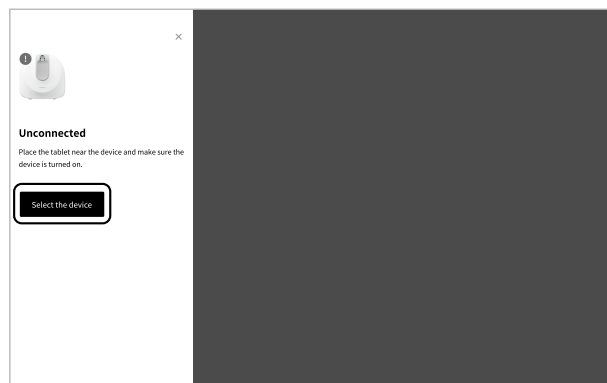 Unconnected
Place the tablet near the device and make sure the
device is turned on.
Select the device